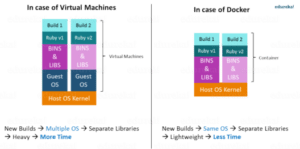 In case of Virtual Machines
Build 1
Build 2
Ruby v1
Ruby v2
BINS & LIBS
BINS & LIBS
Guest OS
Guest OS
Host OS Kernel
Virtual Machines
New Builds → Multiple OS → Separate Libraries
→ Heavy → More Time
In case of Docker
edureka!
Build 1
Build 2
Ruby v1
Ruby v2
BINS & LIBS
BINS & LIBS
Host OS Kernel
Container
New Builds → Same OS → Separate Libraries
→ Lightweight → Less Time